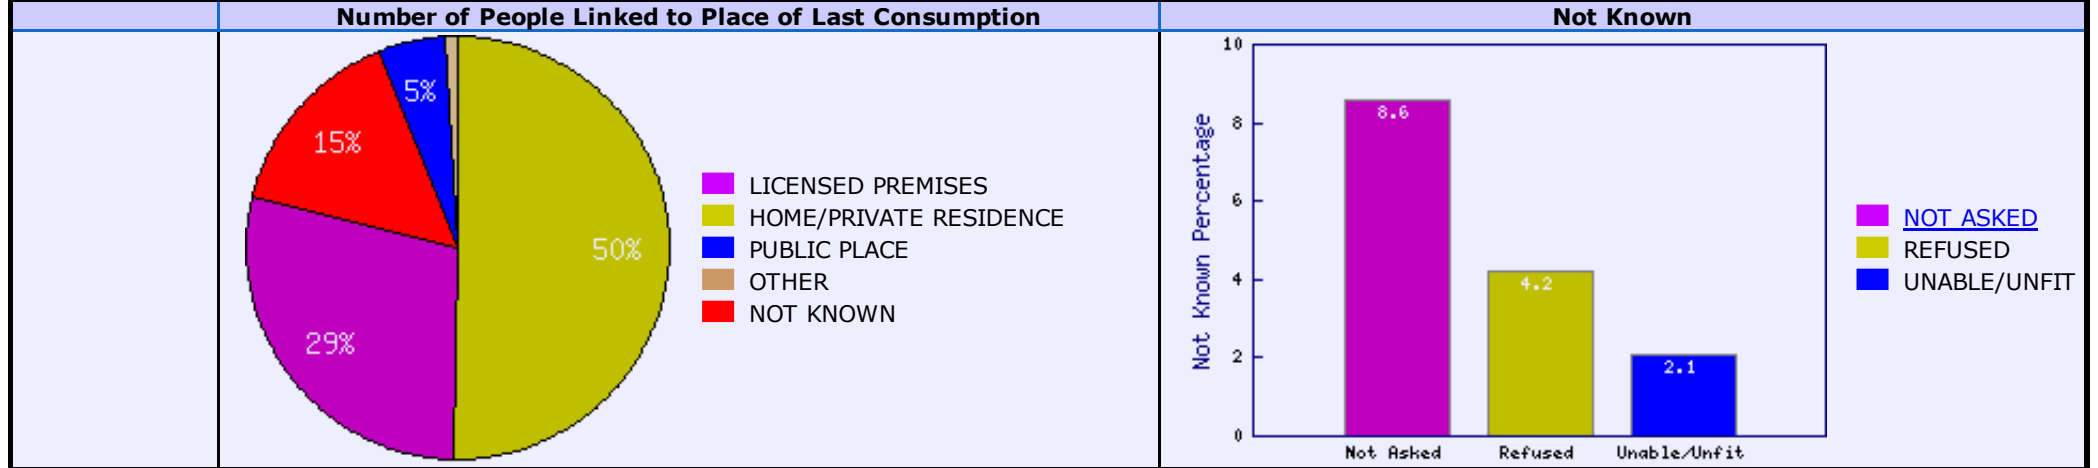 Number of People Linked to Place of Last Consumption
Not Known
5%
15%
50%
29%
LICENSED PREMISES
HOME/PRIVATE RESIDENCE
PUBLIC PLACE
OTHER
NOT KNOWN
Not Known Percentage
10
8
6
4
2
0
8.6
4.2
2.1
Not Asked
Refused
Unable/Unfit
NOT ASKED
REFUSED
UNABLE/UNFIT